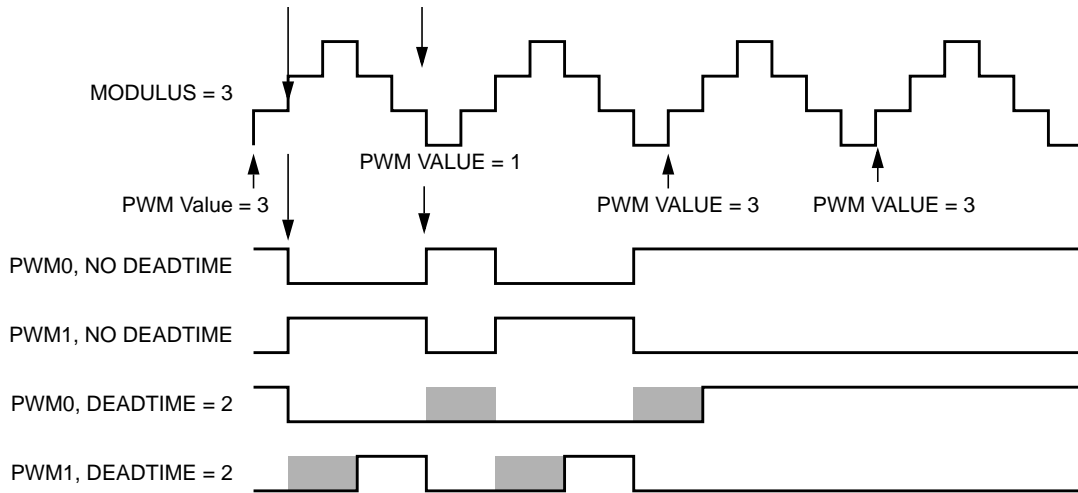 MODULUS = 3
PWM VALUE = 1
PWM Value = 3
PWM VALUE = 3
PWM VALUE = 3
PWM0, NO DEADTIME
PWM1, NO DEADTIME
PWM0, DEADTIME = 2
PWM1, DEADTIME = 2